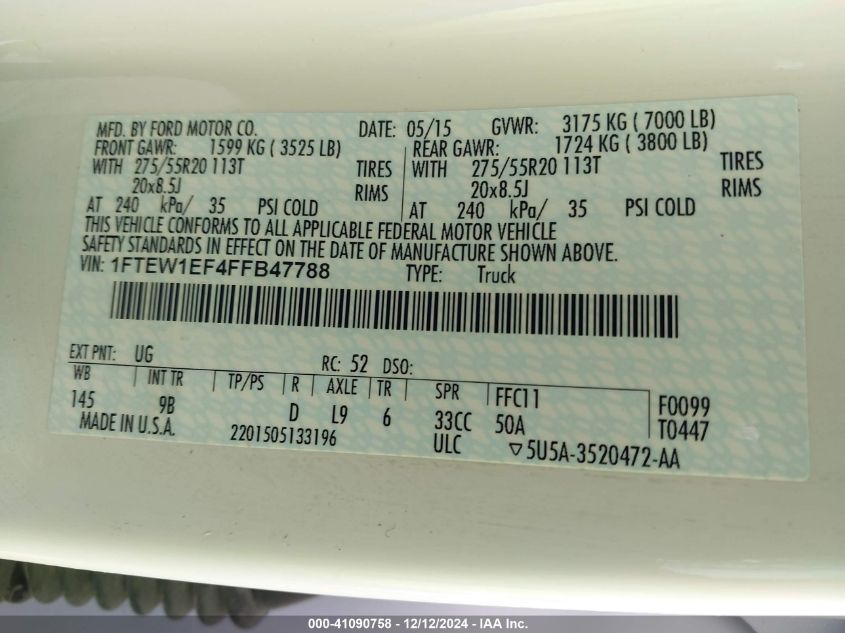 MFD. BY FORD MOTOR CO. DATE: 05/15 GVWR: 3175 KG ( 7000 LB)
FRONT GAWR: 1599 KG ( 3525 LB) REAR GAWR: 1724 KG ( 3800 LB)
WITH 275/55R20 113T TIRES WITH 275/55R20 113T TIRES
20x8.5J RIMS 20x8.5J RIMS
AT 240 kPa/ 35 PSI COLD AT 240 kPa/ 35 PSI COLD
THIS VEHICLE CONFORMS TO ALL APPLICABLE FEDERAL MOTOR VEHICLE
SAFETY STANDARDS IN EFFECT ON THE DATE OF MANUFACTURE SHOWN ABOVE.
VIN: 1FTEW1EF4FFB47788 TYPE: Truck
EXT PNT: UG RC: 52 DSO:
WB INT TR TP/PS R AXLE TR SPR FFC11 F0099
145 9B D L9 6 33CC 50A T0447
MADE IN U.S.A. 2201505133196 ULC ▽5U5A-3520472-AA
000-41090758 - 12/12/2024 - IAA Inc.